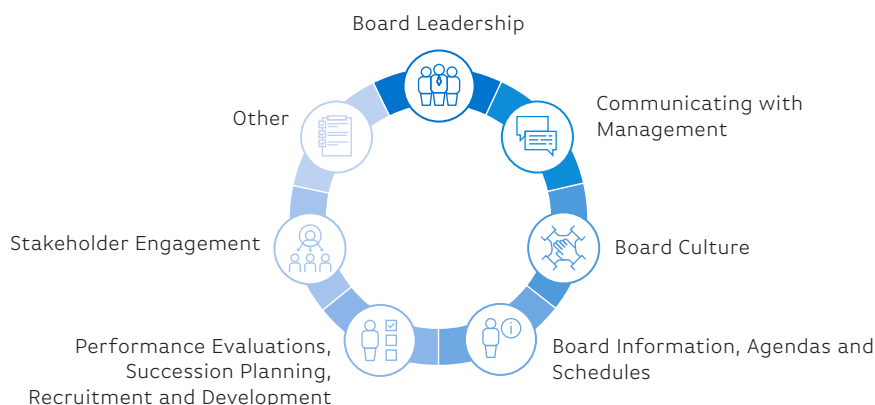 Board Leadership
Communicating with
Management
Board Culture
Board Information, Agendas and
Schedules
Performance Evaluations,
Succession Planning,
Recruitment and Development
Stakeholder Engagement
Other